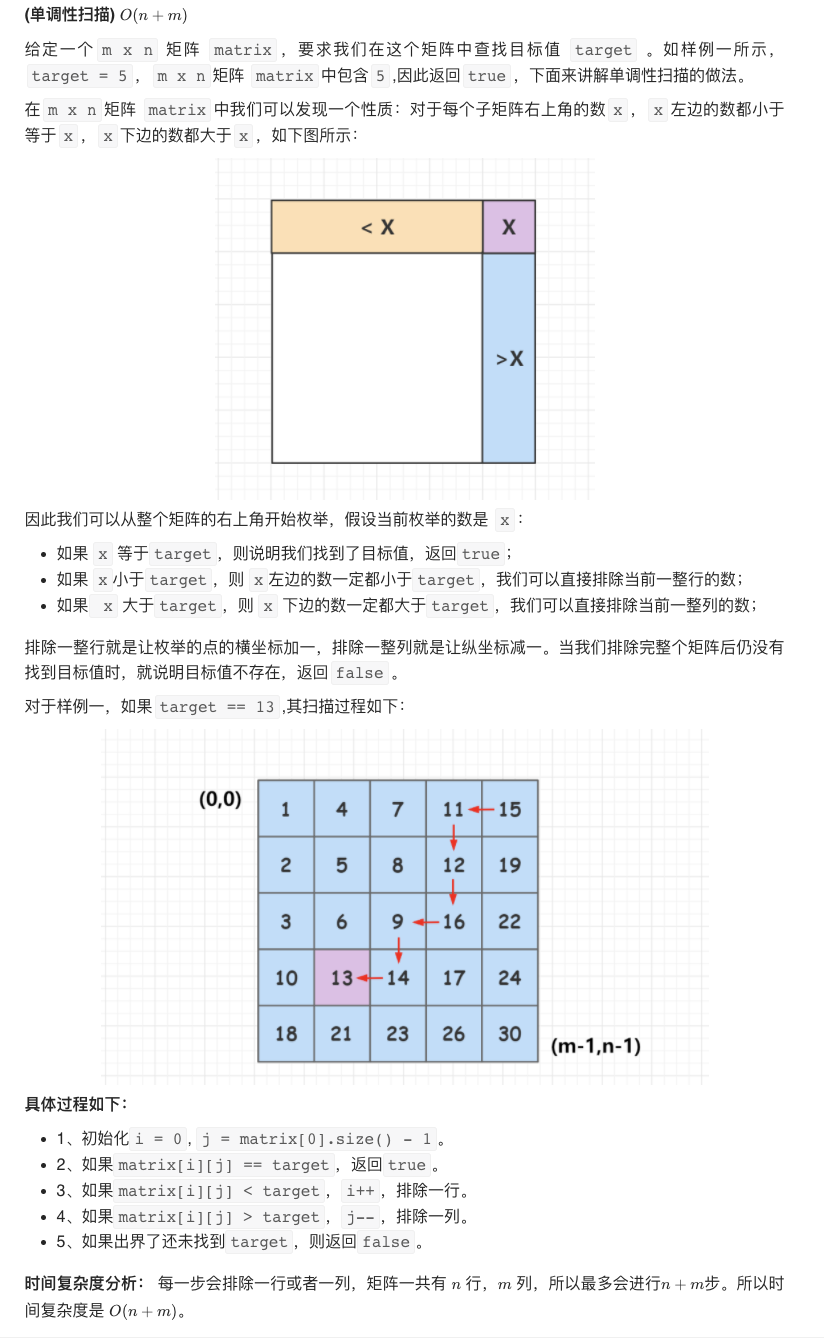 (单调性扫描) O(n + m)
给定一个 m x n 矩阵 matrix ，要求我们在这个矩阵中查找目标值 target 。如样例一所示，
target = 5 ， m x n 矩阵 matrix 中包含 5 ,因此返回 true ，下面来讲解单调性扫描的做法。
在 m x n 矩阵 matrix 中我们可以发现一个性质：对于每个子矩阵右上角的数 x ， x 左边的数都小于
等于 x ， x 下边的数都大于 x ，如下图所示：
< X
X
>X
因此我们可以从整个矩阵的右上角开始枚举，假设当前枚举的数是 x ：
• 如果 x 等于 target ，则说明我们找到了目标值，返回 true ；
• 如果 x 小于 target ，则 x 左边的数一定都小于 target ，我们可以直接排除当前一整行的数；
• 如果 x 大于 target ，则 x 下边的数一定都大于 target ，我们可以直接排除当前一整列的数；
排除一整行就是让枚举的点的横坐标加一，排除一整列就是让纵坐标减一。当我们排除完整个矩阵后仍没有
找到目标值时，就说明目标值不存在，返回 false 。
对于样例一，如果 target == 13 ,其扫描过程如下：
(0,0)
1 4 7 11 15
2 5 8 12 19
3 6 9 16 22
10 13 14 17 24
18 21 23 26 30
(m-1,n-1)
具体过程如下：
• 1、初始化 i = 0 , j = matrix[0].size() - 1 。
• 2、如果 matrix[i][j] == target ，返回 true 。
• 3、如果 matrix[i][j] < target ， i++ ，排除一行。
• 4、如果 matrix[i][j] > target ， j-- ，排除一列。
• 5、如果出界了还未找到 target ，则返回 false 。
时间复杂度分析： 每一步会排除一行或者一列，矩阵一共有 n 行，m 列，所以最多会进行n + m步。所以时
间复杂度是 O(n + m)。